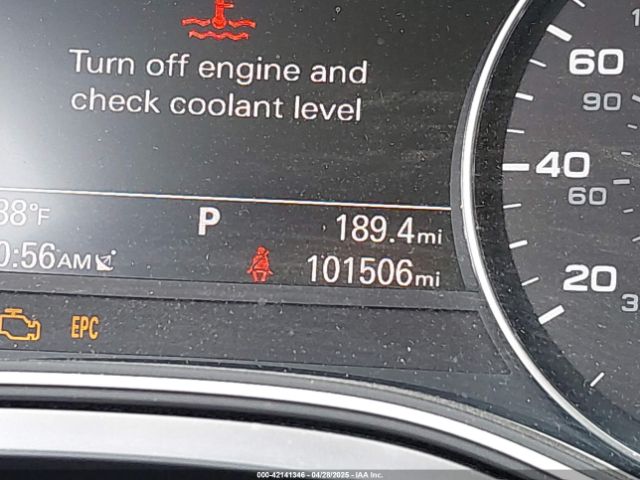 Turn off engine and
check coolant level
60
90
40
60
20
P
189.4mi
:56AM
101506mi
EPC
000-42141346 - 04/28/2025 - IAA Inc.